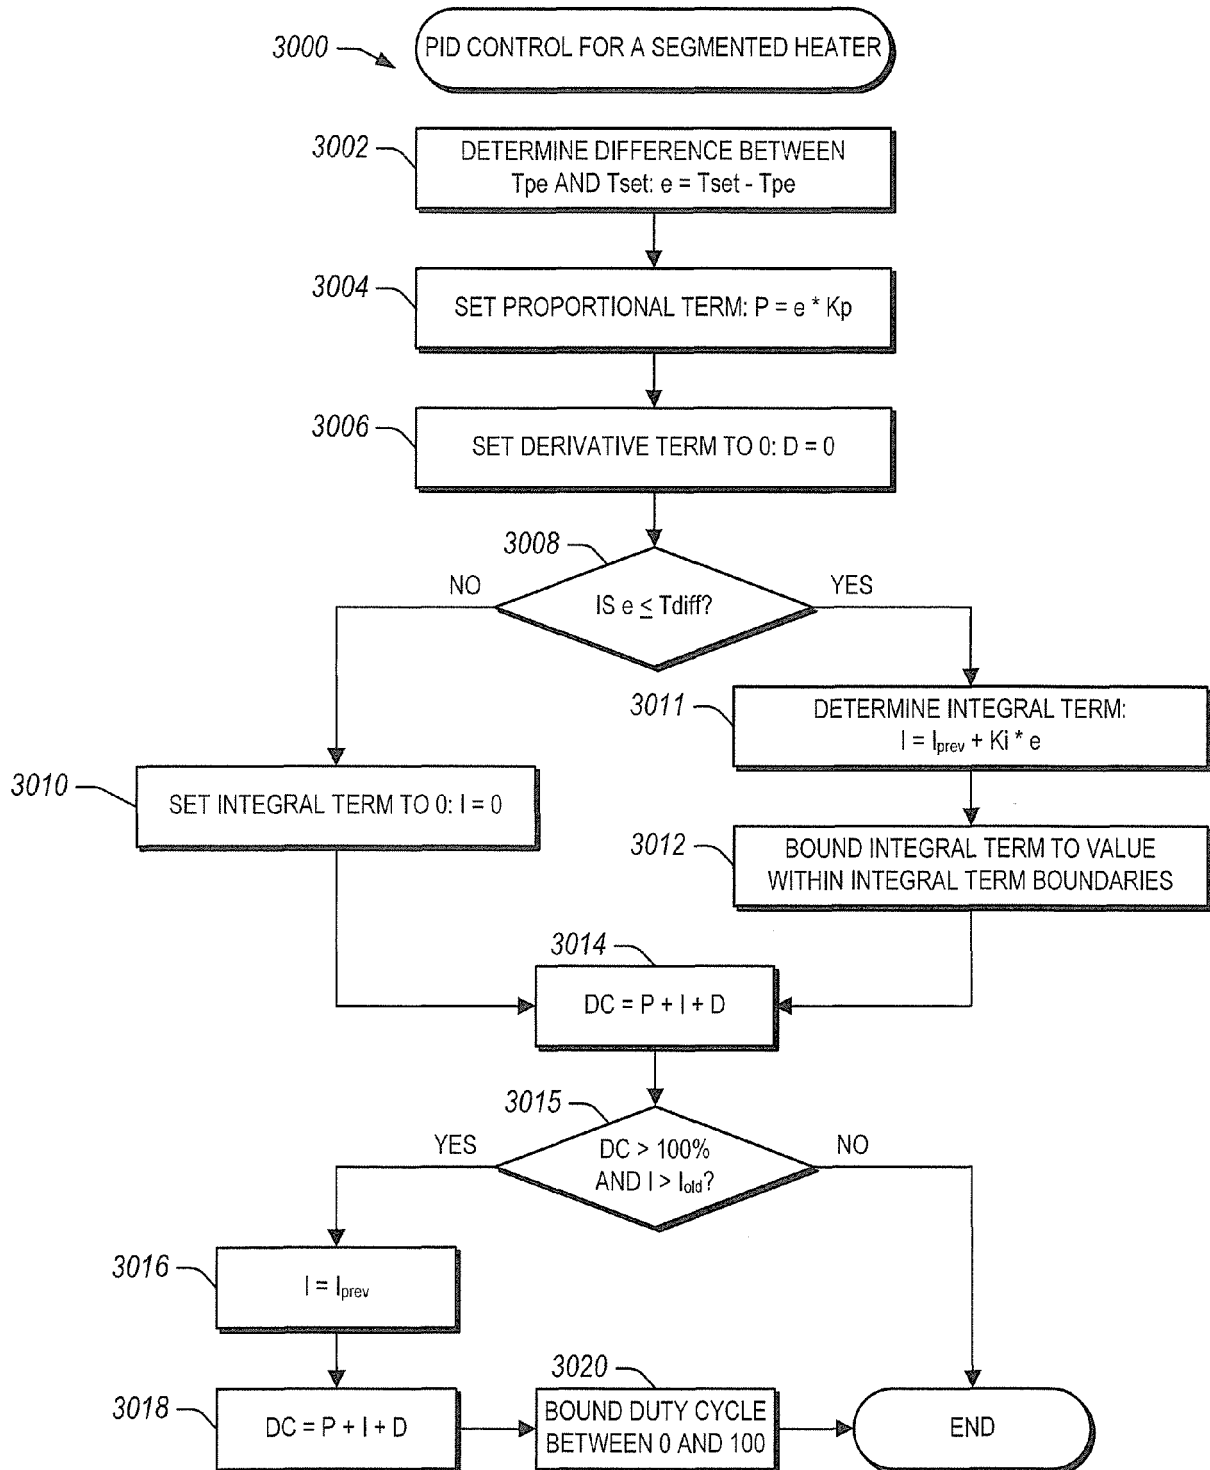 3000
PID CONTROL FOR A SEGMENTED HEATER
3002
DETERMINE DIFFERENCE BETWEEN
Tpe AND Tset: e = Tset - Tpe
3004
SET PROPORTIONAL TERM: P = e * Kp
3006
SET DERIVATIVE TERM TO 0: D = 0
3008
NO
IS e ≤ Tdiff?
YES
3011
DETERMINE INTEGRAL TERM:
I = Iprev + Ki * e
3010
SET INTEGRAL TERM TO 0: I = 0
3012
BOUND INTEGRAL TERM TO VALUE
WITHIN INTEGRAL TERM BOUNDARIES
3014
DC = P + I + D
3015
YES
DC > 100%
AND I > Iold?
NO
3016
I = Iprev
3018
DC = P + I + D
3020
BOUND DUTY CYCLE
BETWEEN 0 AND 100
END